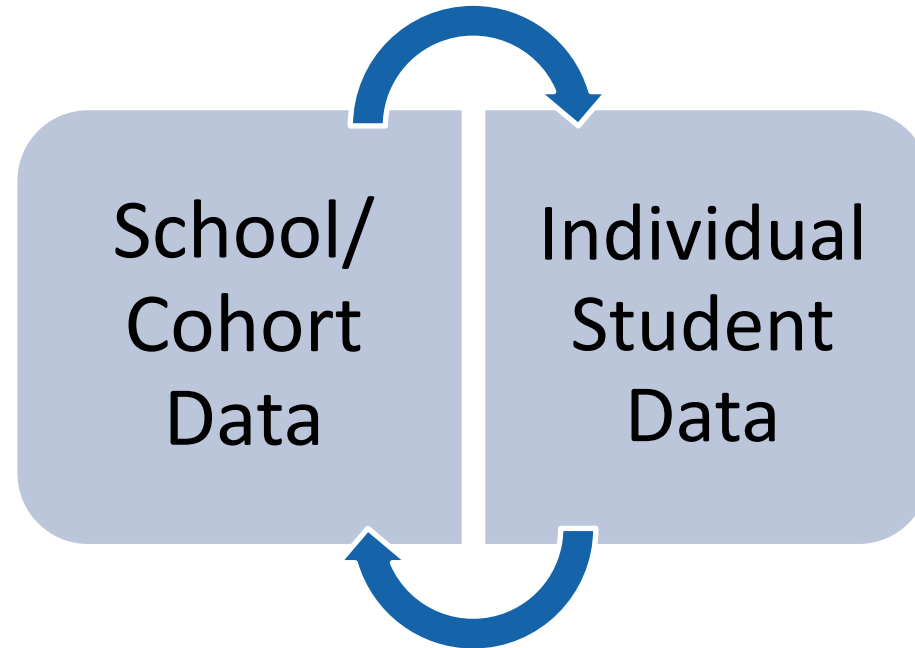 School/
Cohort
Data
Individual
Student
Data